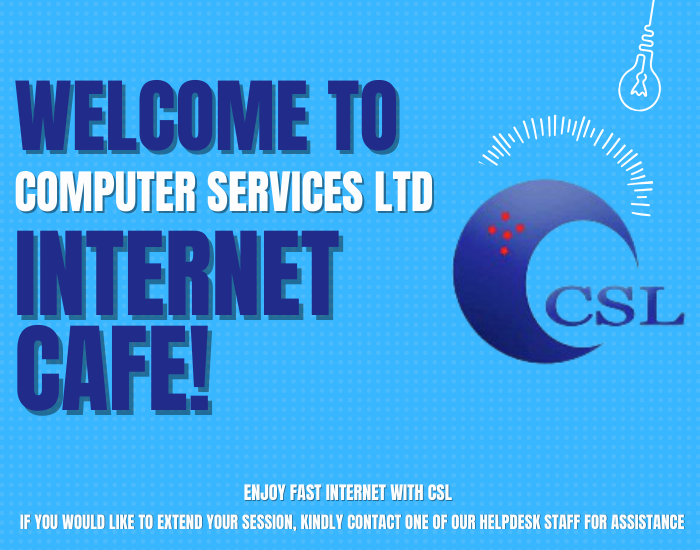 WELCOME TO
COMPUTER SERVICES LTD
INTERNET
CAFE!
CSL
ENJOY FAST INTERNET WITH CSL
IF YOU WOULD LIKE TO EXTEND YOUR SESSION, KINDLY CONTACT ONE OF OUR HELPDESK STAFF FOR ASSISTANCE